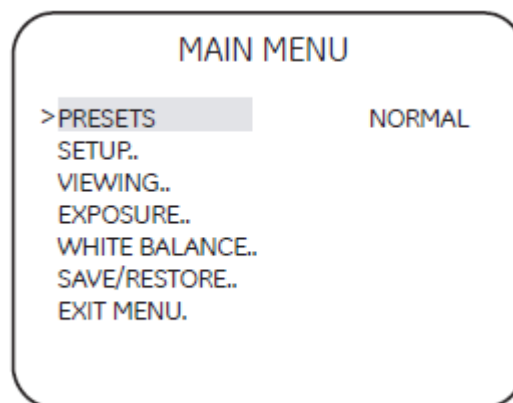 MAIN MENU
>PRESETS NORMAL
SETUP..
VIEWING..
EXPOSURE..
WHITE BALANCE..
SAVE/RESTORE..
EXIT MENU.